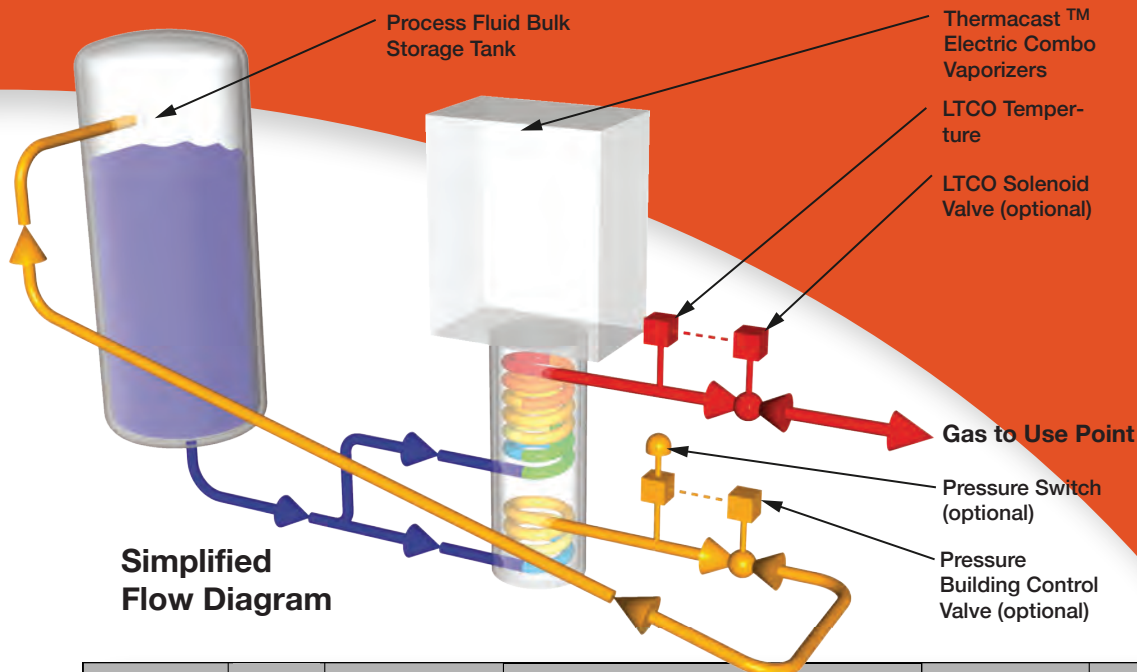 Process Fluid Bulk
Storage Tank
Thermacast ™
Electric Combo
Vaporizers
LTCO Temper-
ture
LTCO Solenoid
Valve (optional)
Gas to Use Point
Pressure Switch
(optional)
Pressure
Building Control
Valve (optional)
Simplified
Flow Diagram